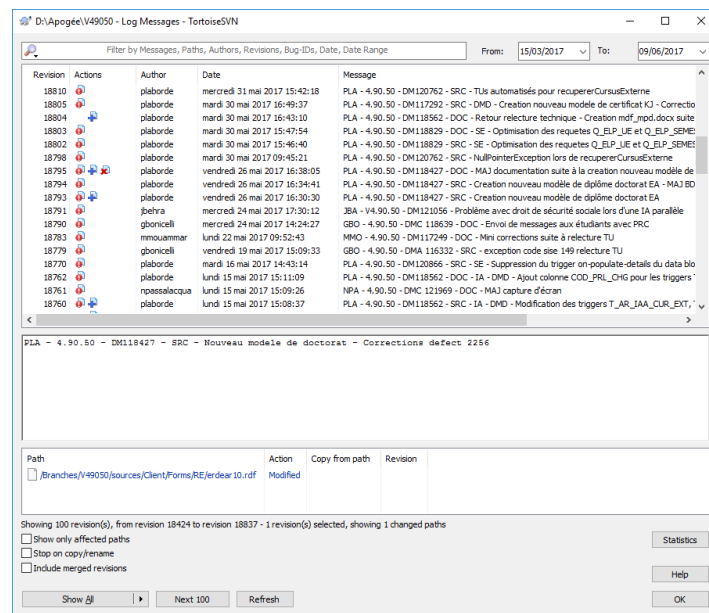 D:\Apogée\V49050 - Log Messages - TortoiseSVN
Filter by Messages, Paths, Authors, Revisions, Bug-IDs, Date, Date Range From: 15/03/2017 To: 09/06/2017
Revision Actions Author Date Message
18810 plaborde mercredi 31 mai 2017 15:42:18 PLA - 4.90.50 - DM120762 - SRC - TUs automatisés pour recupererCursusExterne
18805 plaborde mardi 30 mai 2017 16:49:37 PLA - 4.90.50 - DM117292 - SRC - DMD - Creation nouveau modele de certificat KJ - Correctio
18804 plaborde mardi 30 mai 2017 16:43:10 PLA - 4.90.50 - DM118562 - DOC - Retour relecture technique - Creation mdf_mpd.docx suite
18803 plaborde mardi 30 mai 2017 15:47:54 PLA - 4.90.50 - DM118829 - DOC - SE - Optimisation des requetes Q_ELP_UE et Q_ELP_SEMES
18802 plaborde mardi 30 mai 2017 15:46:40 PLA - 4.90.50 - DM118829 - SRC - SE - Optimisation des requetes Q_ELP_UE et Q_ELP_SEMES
18798 plaborde mardi 30 mai 2017 09:45:21 PLA - 4.90.50 - DM120762 - SRC - NullPointerException lors de recupererCursusExterne
18795 plaborde vendredi 26 mai 2017 16:38:05 PLA - 4.90.50 - DM118427 - DOC - MAJ documentation suite à la creation nouveau modèle de
18794 plaborde vendredi 26 mai 2017 16:34:41 PLA - 4.90.50 - DM118427 - SRC - Creation nouveau modèle de diplôme doctorat EA - MAJ BD
18793 plaborde vendredi 26 mai 2017 16:30:30 PLA - 4.90.50 - DM118427 - SRC - Creation nouveau modèle de diplôme doctorat EA
18791 jbehra mercredi 24 mai 2017 17:30:12 JBA - V4.90.50 - DM121056 - Problème avec droit de sécurité sociale lors d'une IA parallèle
18790 gbonicelli mercredi 24 mai 2017 14:24:27 GBO - 4.90.50 - DMC 118639 - DOC - Envoi de messages aux étudiants avec PRC
18783 mmouammar lundi 22 mai 2017 09:52:43 MMO - 4.90.50 - DM117249 - DOC - Mini corrections suite à relecture TU
18779 gbonicelli vendredi 19 mai 2017 15:09:33 GBO - 4.90.50 - DMA 116332 - SRC - exception code sise 149 relecture TU
18770 plaborde mardi 16 mai 2017 14:43:14 PLA - 4.90.50 - DM120866 - SRC - SE - Suppression du trigger on-populate-details du data blo
18762 plaborde lundi 15 mai 2017 15:11:09 PLA - 4.90.50 - DM118562 - DOC - IA - DMD - Ajout colonne COD_PRL_CHG pour les triggers
18761 npassalacqua lundi 15 mai 2017 15:09:26 NPA - 4.90.50 - DMC 121969 - DOC - MAJ capture d'écran
18760 plaborde lundi 15 mai 2017 15:08:37 PLA - 4.90.50 - DM118562 - SRC - IA - DMD - Modification des triggers T_AR_IAA_CUR_EXT,
PLA - 4.90.50 - DM118427 - SRC - Nouveau modele de doctorat - Corrections defect 2256
Path Action Copy from path Revision
/Branches/V49050/sources/Client/Forms/RE/erdear10.rdf Modified
Showing 100 revision(s), from revision 18424 to revision 18837 - 1 revision(s) selected, showing 1 changed paths
Show only affected paths
Statistics
Stop on copy/rename
Include merged revisions
Help
Show All Next 100 Refresh OK